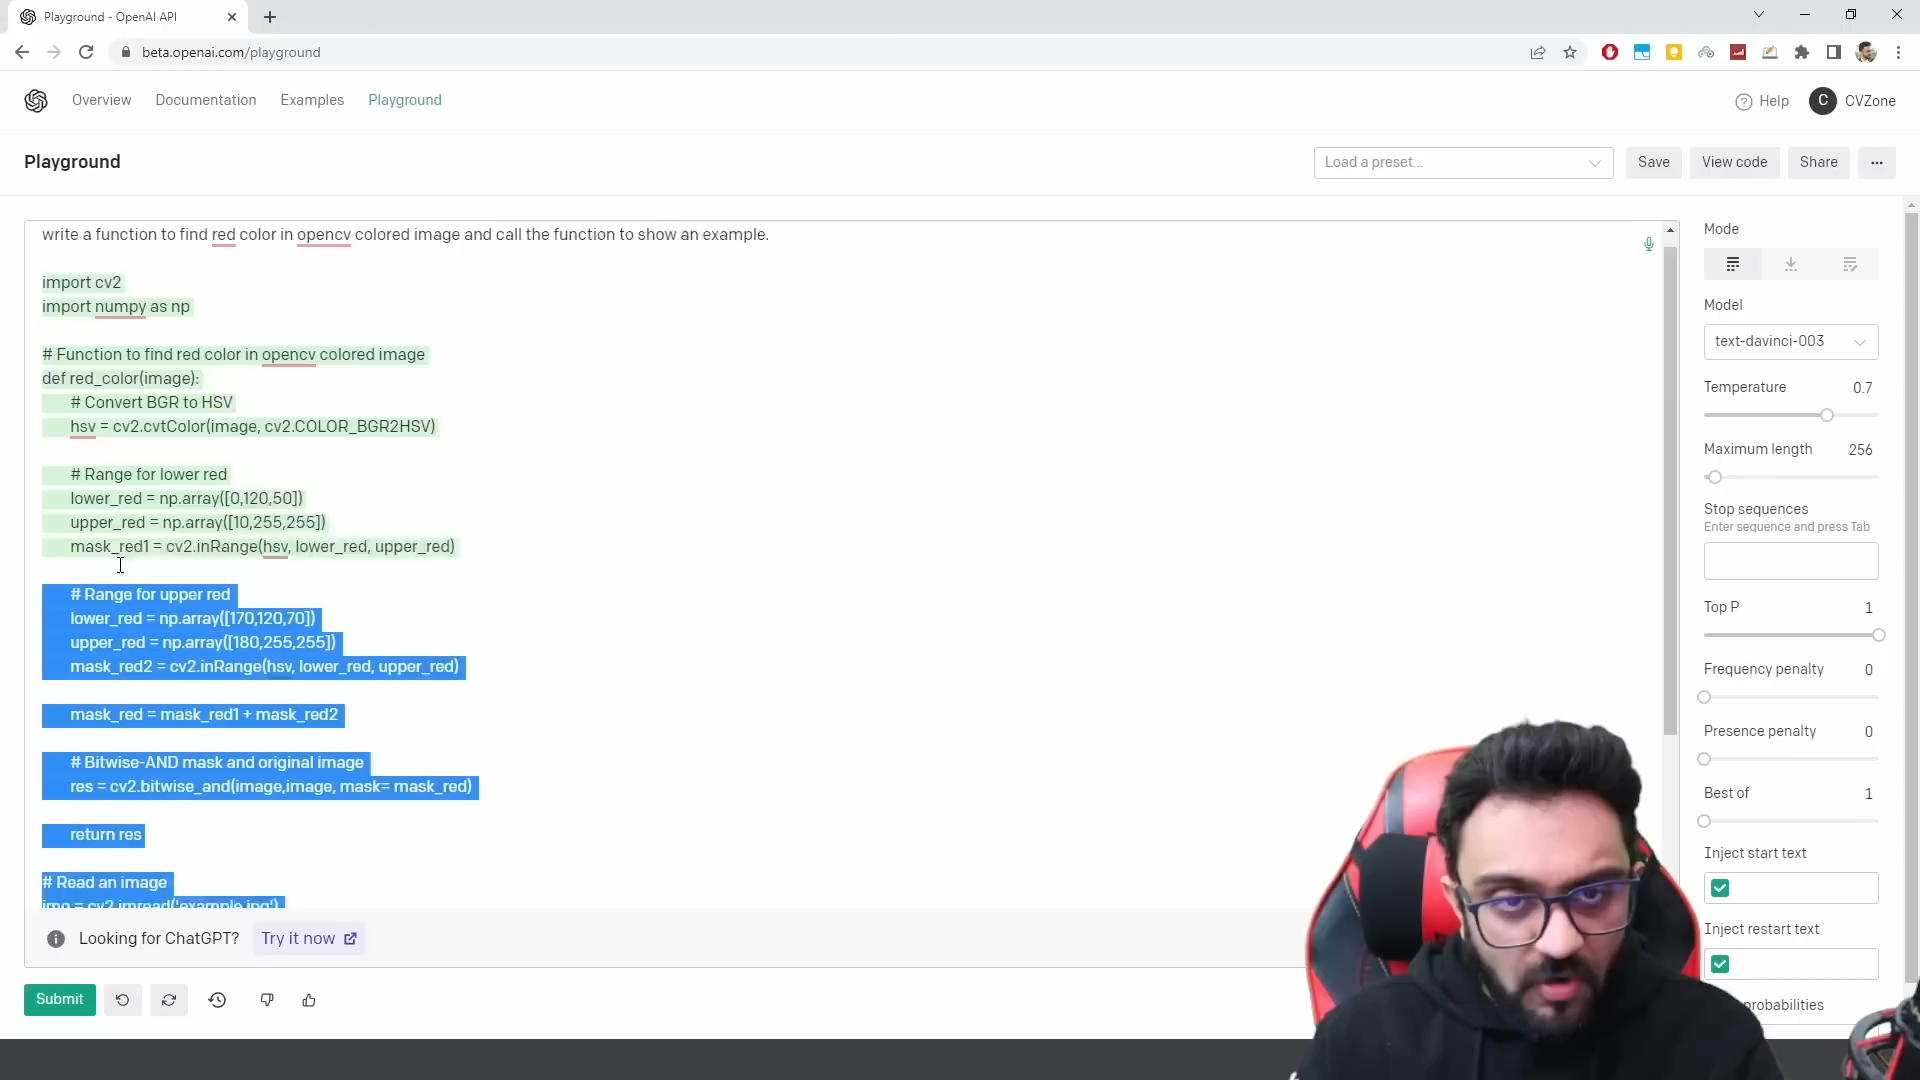 Playground - OpenAI API
beta.openai.com/playground
Overview Documentation Examples Playground
Help C CVZone
Playground
Load a preset... Save View code Share ...
write a function to find red color in opencv colored image and call the function to show an example.
import cv2
import numpy as np
# Function to find red color in opencv colored image
def red_color(image):
# Convert BGR to HSV
hsv = cv2.cvtColor(image, cv2.COLOR_BGR2HSV)
# Range for lower red
lower_red = np.array([0,120,50])
upper_red = np.array([10,255,255])
mask_red1 = cv2.inRange(hsv, lower_red, upper_red)
# Range for upper red
lower_red = np.array([170,120,70])
upper_red = np.array([180,255,255])
mask_red2 = cv2.inRange(hsv, lower_red, upper_red)
mask_red = mask_red1 + mask_red2
# Bitwise-AND mask and original image
res = cv2.bitwise_and(image,image, mask= mask_red)
return res
# Read an image
img = cv2.imread('example.jpg')
Looking for ChatGPT? Try it now
Submit
Mode
Model
text-davinci-003
Temperature 0.7
Maximum length 256
Stop sequences
Enter sequence and press Tab
Top P 1
Frequency penalty 0
Presence penalty 0
Best of 1
Inject start text
Inject restart text
probabilities